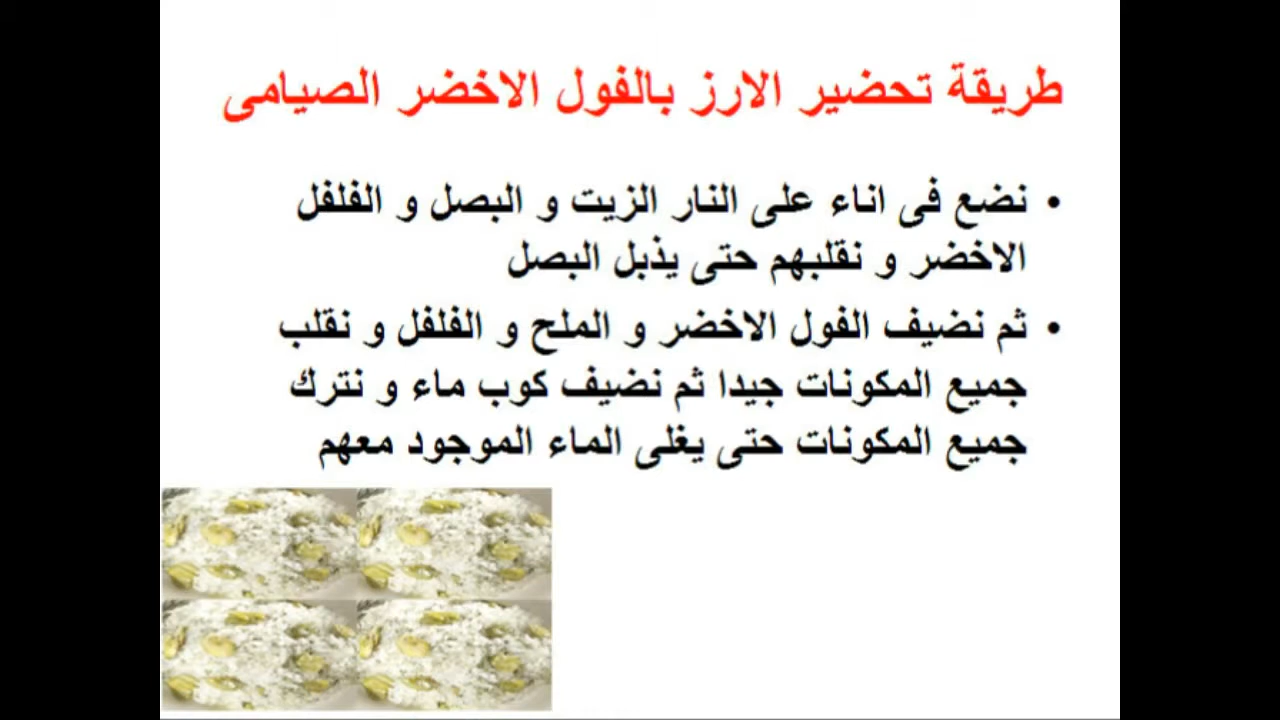 طريقة تحضير الارز بالفول الاخضر الصيامى
• نضع فى اناء على النار الزيت و البصل و الفلفل
الاخضر و نقلبهم حتى يذبل البصل
• ثم نضيف الفول الاخضر و الملح و الفلفل و نقلب
جميع المكونات جيدا ثم نضيف كوب ماء و نترك
جميع المكونات حتى يغلى الماء الموجود معهم